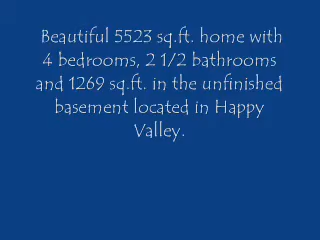 Beautiful 5523 sq.ft. home with
4 bedrooms, 2 1/2 bathrooms
and 1269 sq.ft. in the unfinished
basement located in Happy
Valley.